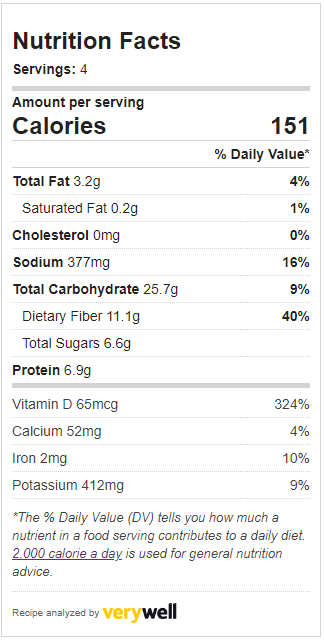 Nutrition Facts
Servings: 4
Amount per serving
Calories 151
% Daily Value*
Total Fat 3.2g 4%
Saturated Fat 0.2g 1%
Cholesterol 0mg 0%
Sodium 377mg 16%
Total Carbohydrate 25.7g 9%
Dietary Fiber 11.1g 40%
Total Sugars 6.6g
Protein 6.9g
Vitamin D 65mcg 324%
Calcium 52mg 4%
Iron 2mg 10%
Potassium 412mg 9%
*The % Daily Value (DV) tells you how much a
nutrient in a food serving contributes to a daily diet.
2,000 calorie a day is used for general nutrition
advice.
Recipe analyzed by verywell